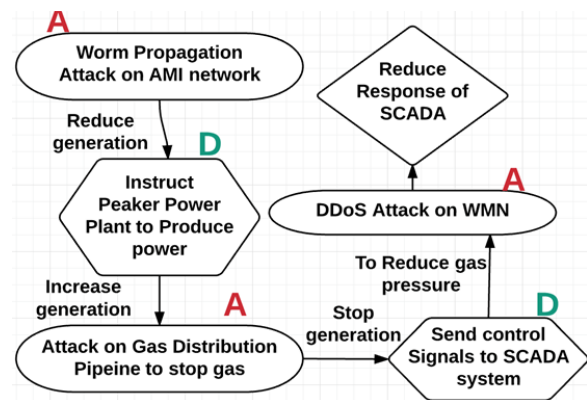 A
Worm Propagation
Attack on AMI network
Reduce
generation
D
Instruct
Peaker Power
Plant to Produce
power
Increase
generation
A
Attack on Gas Distribution
Pipeine to stop gas
Stop
generation
D
Send control
Signals to SCADA
system
To Reduce gas
pressure
A
DDoS Attack on WMN
Reduce
Response of
SCADA